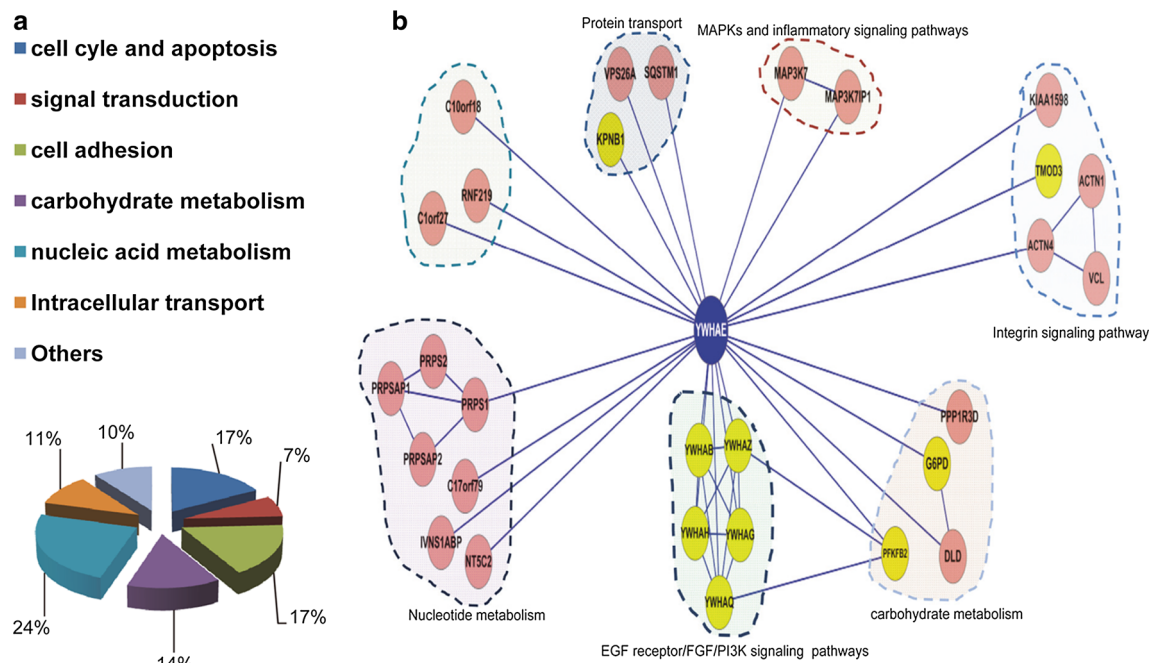 a
cell cyle and apoptosis
signal transduction
cell adhesion
carbohydrate metabolism
nucleic acid metabolism
Intracellular transport
Others
11%
10%
17%
7%
24%
14%
17%
b
Protein transport
MAPKs and inflammatory signaling pathways
C10orf18
RNF219
C1orf27
VPS26A
SQSTM1
KPNB1
MAP3K7
MAP3K7IP1
KIAA1598
TMOD3
ACTN1
ACTN4
VCL
Integrin signaling pathway
YWHAE
PRPS2
PRPSAP1
PRPS1
PRPSAP2
C17orf79
IVNS1ABP
NT5C2
Nucleotide metabolism
YWHAB
YWHAZ
YWHAH
YWHAG
YWHAQ
EGF receptor/FGF/PI3K signaling pathways
PPP1R3D
G6PD
PFKFB2
DLD
carbohydrate metabolism